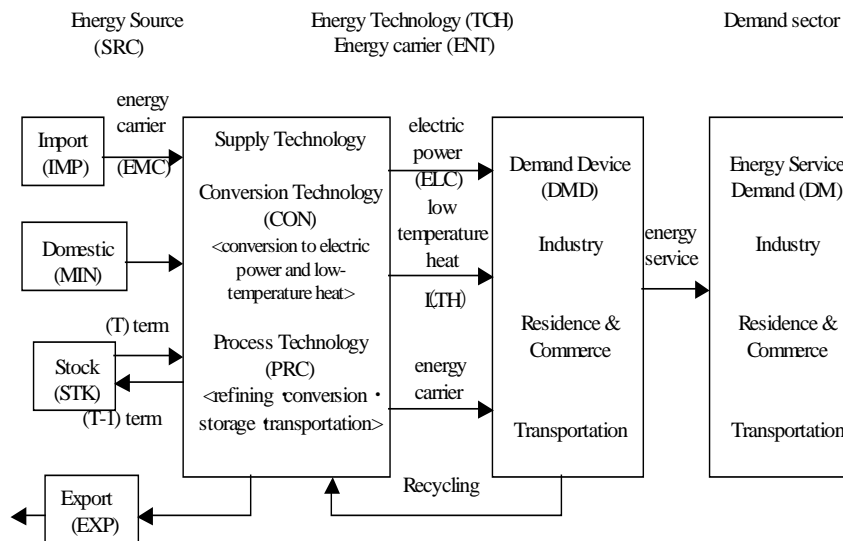 Energy Source
(SRC)
Energy Technology (TCH)
Energy carrier (ENT)
Demand sector
energy
carrier
(EMC)
Import
(IMP)
Domestic
(MIN)
(T) term
Stock
(STK)
(T-1) term
Export
(EXP)
Supply Technology
Conversion Technology
(CON)
<conversion to electric
power and low-
temperature heat>
Process Technology
(PRC)
<refining・conversion・
storage・transportation>
electric
power
(ELC)
low
temperature
heat
(LTH)
energy
carrier
Recycling
Demand Device
(DMD)
Industry
Residence &
Commerce
Transportation
energy
service
Energy Service
Demand (DM)
Industry
Residence &
Commerce
Transportation